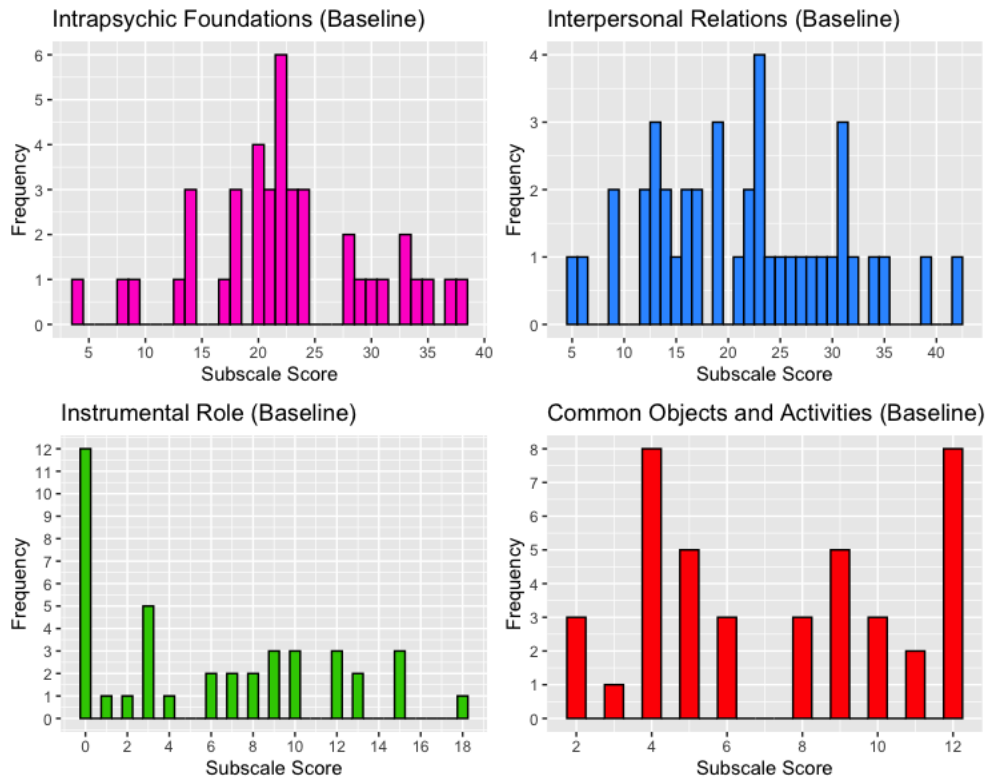 Intrapsychic Foundations (Baseline)
6
5
4
3
2
1
0
Frequency
5 10 15 20 25 30 35 40
Subscale Score
Interpersonal Relations (Baseline)
4
3
2
1
0
Frequency
5 10 15 20 25 30 35 40
Subscale Score
Instrumental Role (Baseline)
12
11
10
9
8
7
6
5
4
3
2
1
0
Frequency
0 2 4 6 8 10 12 14 16 18
Subscale Score
Common Objects and Activities (Baseline)
8
7
6
5
4
3
2
1
0
Frequency
2 4 6 8 10 12
Subscale Score